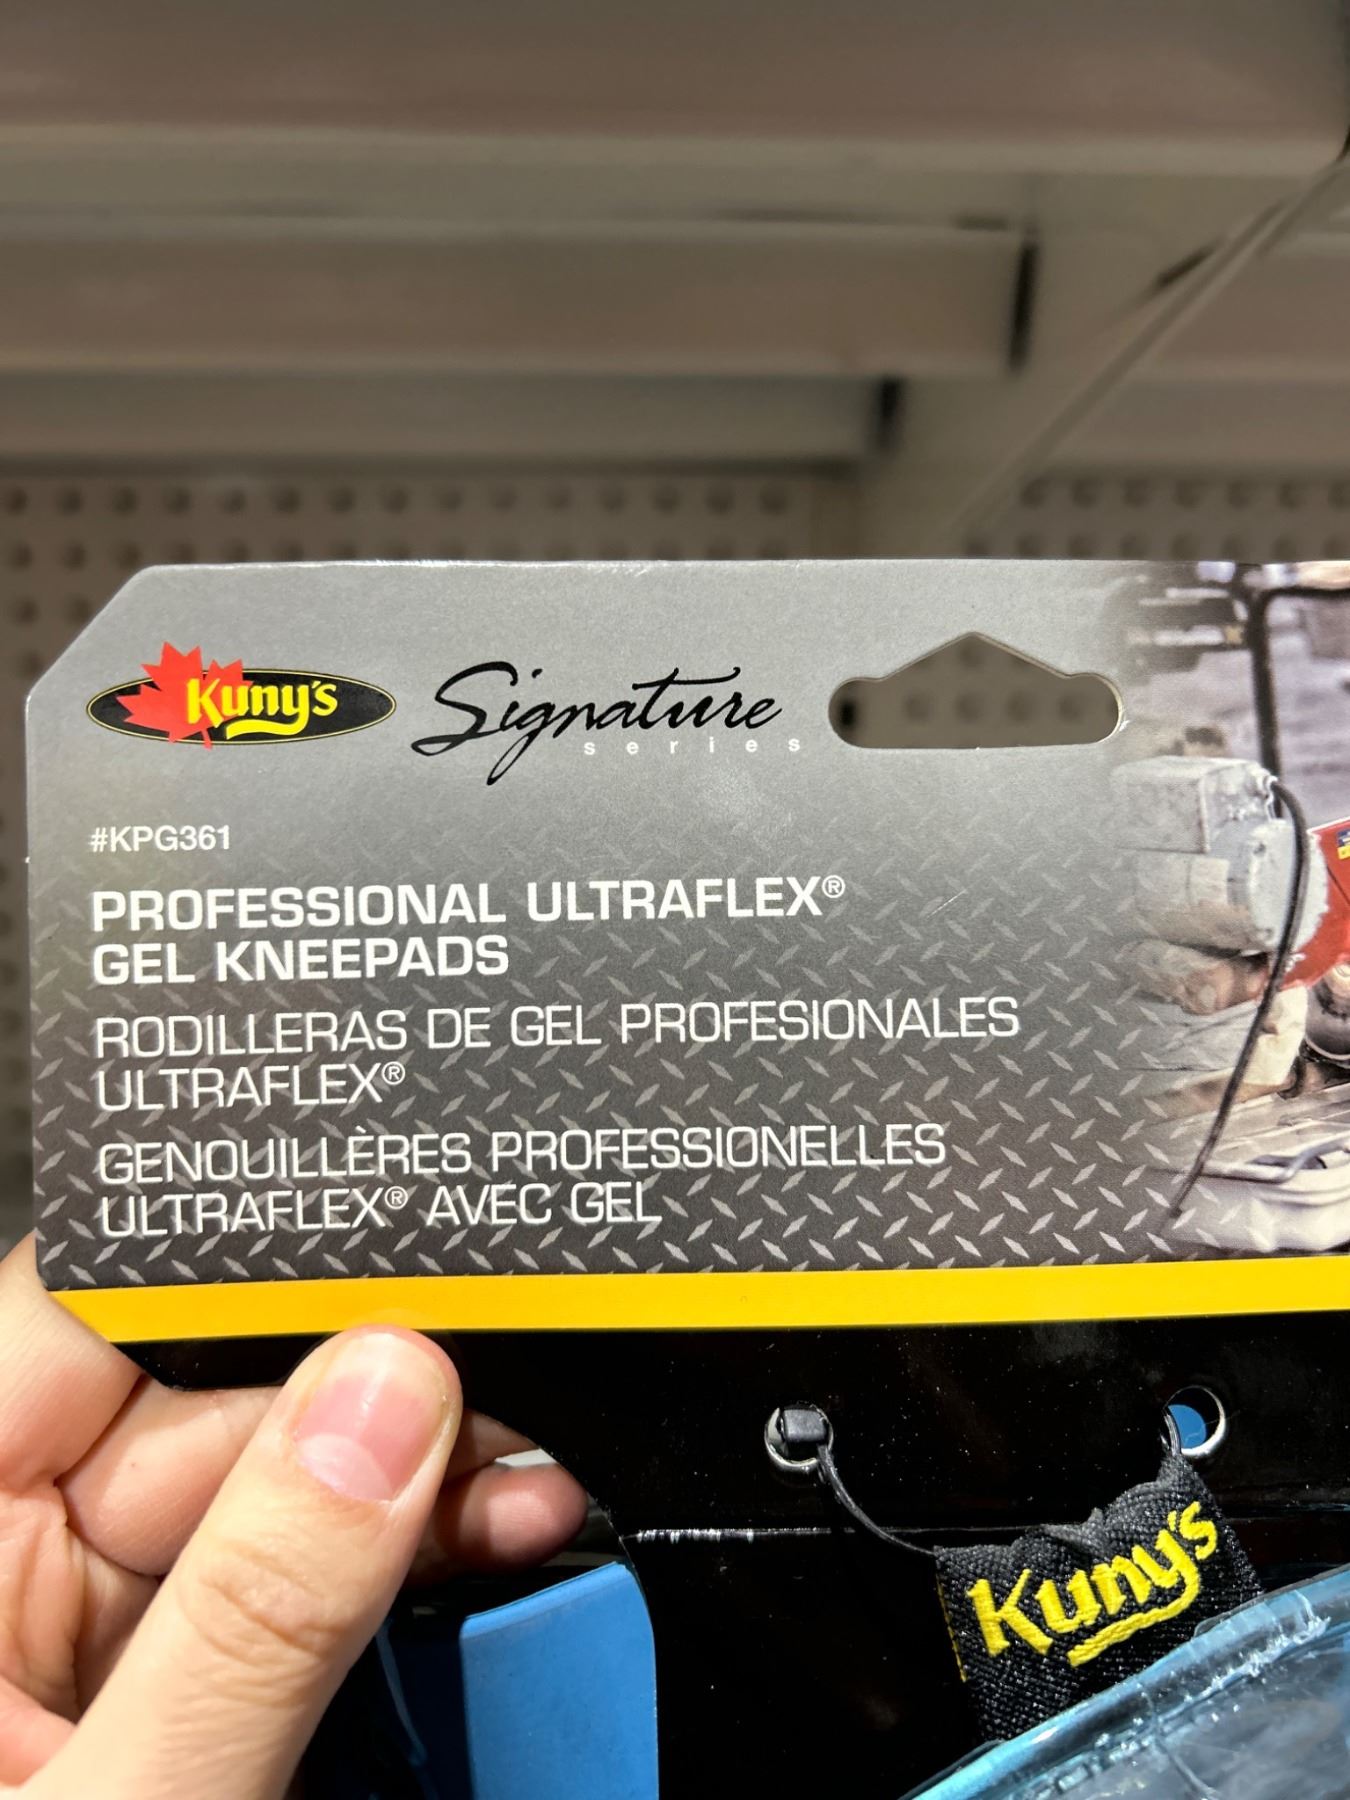 Kuny's Signature
series
#KPG361
PROFESSIONAL ULTRAFLEX®
GEL KNEEPADS
RODILLERAS DE GEL PROFESIONALES
ULTRAFLEX®
GENOUILLÈRES PROFESSIONELLES
ULTRAFLEX® AVEC GEL
Kuny's